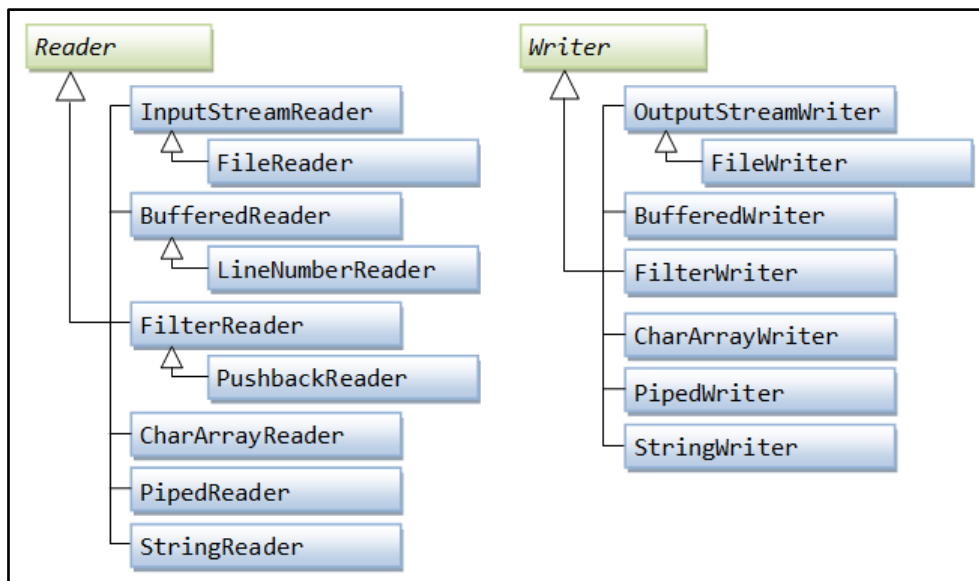 Reader
InputStreamReader
FileReader
BufferedReader
LineNumberReader
FilterReader
PushbackReader
CharArrayReader
PipedReader
StringReader
Writer
OutputStreamWriter
FileWriter
BufferedWriter
FilterWriter
CharArrayWriter
PipedWriter
StringWriter